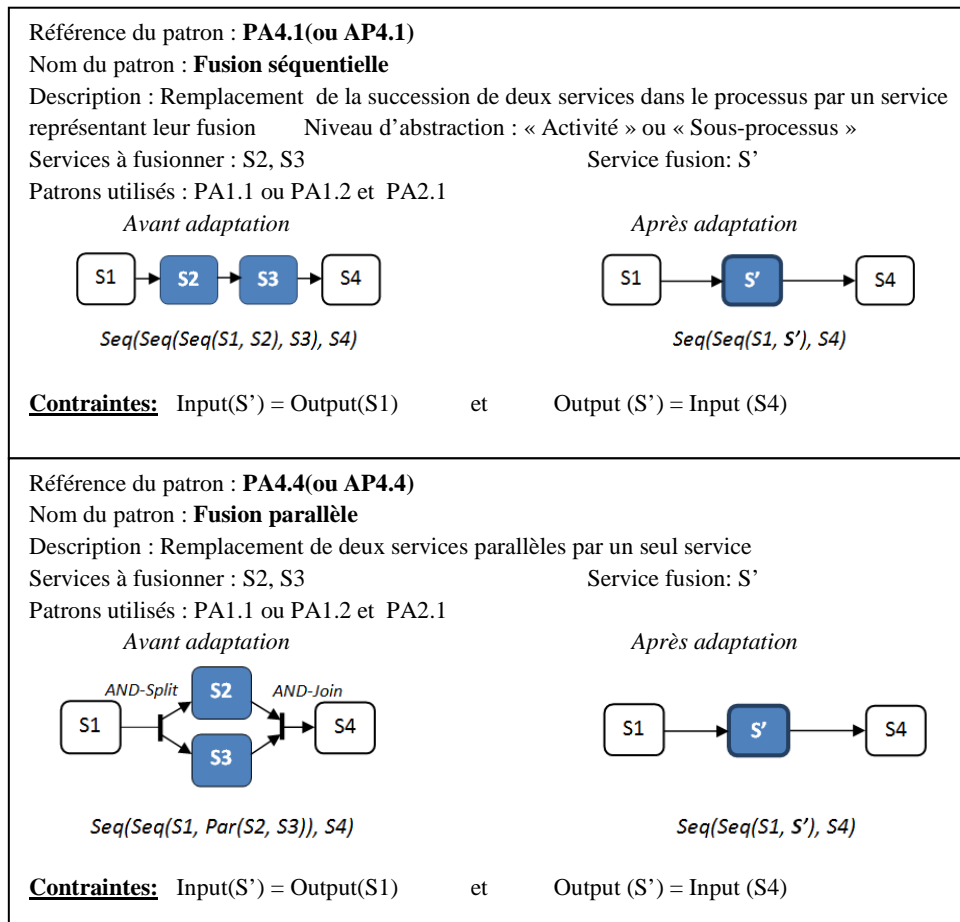 Référence du patron : PA4.1(ou AP4.1)
Nom du patron : Fusion séquentielle
Description : Remplacement de la succession de deux services dans le processus par un service
représentant leur fusion Niveau d’abstraction : « Activité » ou « Sous-processus »
Services à fusionner : S2, S3 Service fusion: S’
Patrons utilisés : PA1.1 ou PA1.2 et PA2.1
Avant adaptation Après adaptation
S1 S2 S3 S4 S1 S’ S4
Seq(Seq(Seq(S1, S2), S3), S4) Seq(Seq(S1, S’), S4)
Contraintes: Input(S’) = Output(S1) et Output (S’) = Input (S4)
Référence du patron : PA4.4(ou AP4.4)
Nom du patron : Fusion parallèle
Description : Remplacement de deux services parallèles par un seul service
Services à fusionner : S2, S3 Service fusion: S’
Patrons utilisés : PA1.1 ou PA1.2 et PA2.1
Avant adaptation Après adaptation
AND-Split S2 AND-Join
S1 S4 S1 S’ S4
S3
Seq(Seq(S1, Par(S2, S3)), S4) Seq(Seq(S1, S’), S4)
Contraintes: Input(S’) = Output(S1) et Output (S’) = Input (S4)